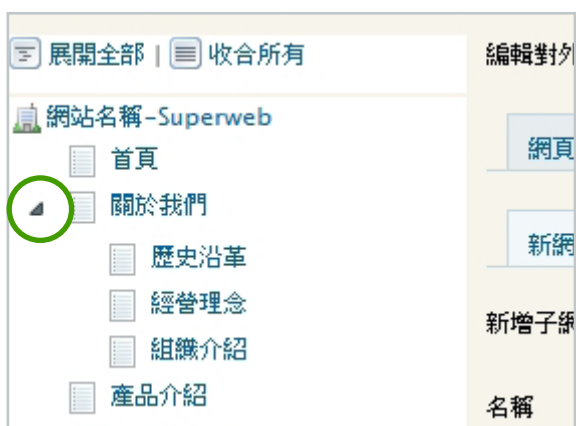 展開全部 | 收合所有
網站名稱-Superweb
首頁
關於我們
歷史沿革
經營理念
組織介紹
產品介紹
編輯對外
網頁
新網
新增子網
名稱